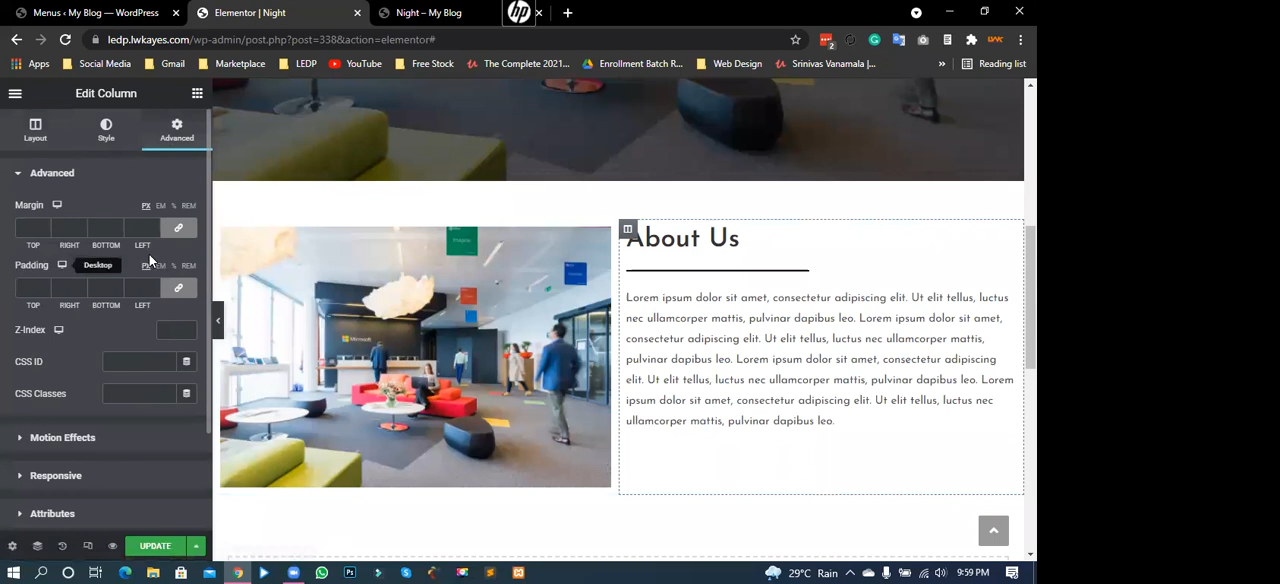 Menus ‹ My Blog — WordPress
Elementor | Night
Night – My Blog
hp
ledp.lwkayes.com/wp-admin/post.php?post=338&action=elementor#
2
LWK
Apps
Social Media
Gmail
Marketplace
LEDP
YouTube
Free Stock
The Complete 2021...
Enrollment Batch R...
Web Design
Srinivas Vanamala |...
»
Reading list
Edit Column
Layout
Style
Advanced
Advanced
Margin
PX EM % REM
TOP RIGHT BOTTOM LEFT
Padding
Desktop
PX EM % REM
TOP RIGHT BOTTOM LEFT
Z-Index
CSS ID
CSS Classes
Motion Effects
Responsive
Attributes
UPDATE
Microsoft
About Us
Lorem ipsum dolor sit amet, consectetur adipiscing elit. Ut elit tellus, luctus
nec ullamcorper mattis, pulvinar dapibus leo. Lorem ipsum dolor sit amet,
consectetur adipiscing elit. Ut elit tellus, luctus nec ullamcorper mattis,
pulvinar dapibus leo. Lorem ipsum dolor sit amet, consectetur adipiscing
elit. Ut elit tellus, luctus nec ullamcorper mattis, pulvinar dapibus leo. Lorem
ipsum dolor sit amet, consectetur adipiscing elit. Ut elit tellus, luctus nec
ullamcorper mattis, pulvinar dapibus leo.
29°C Rain
9:59 PM